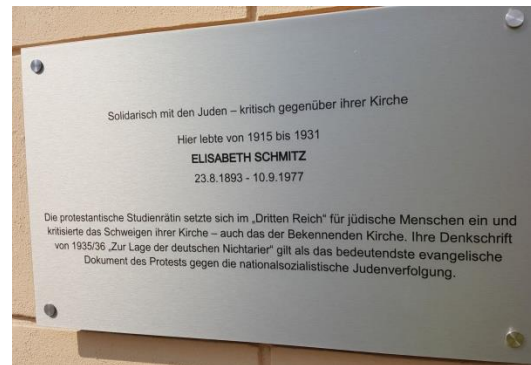 Solidarisch mit den Juden – kritisch gegenüber ihrer Kirche
Hier lebte von 1915 bis 1931
ELISABETH SCHMITZ
23.8.1893 - 10.9.1977
Die protestantische Studienrätin setzte sich im „Dritten Reich“ für jüdische Menschen ein und
kritisierte das Schweigen ihrer Kirche – auch das der Bekennenden Kirche. Ihre Denkschrift
von 1935/36 „Zur Lage der deutschen Nichtarier“ gilt als das bedeutendste evangelische
Dokument des Protests gegen die nationalsozialistische Judenverfolgung.